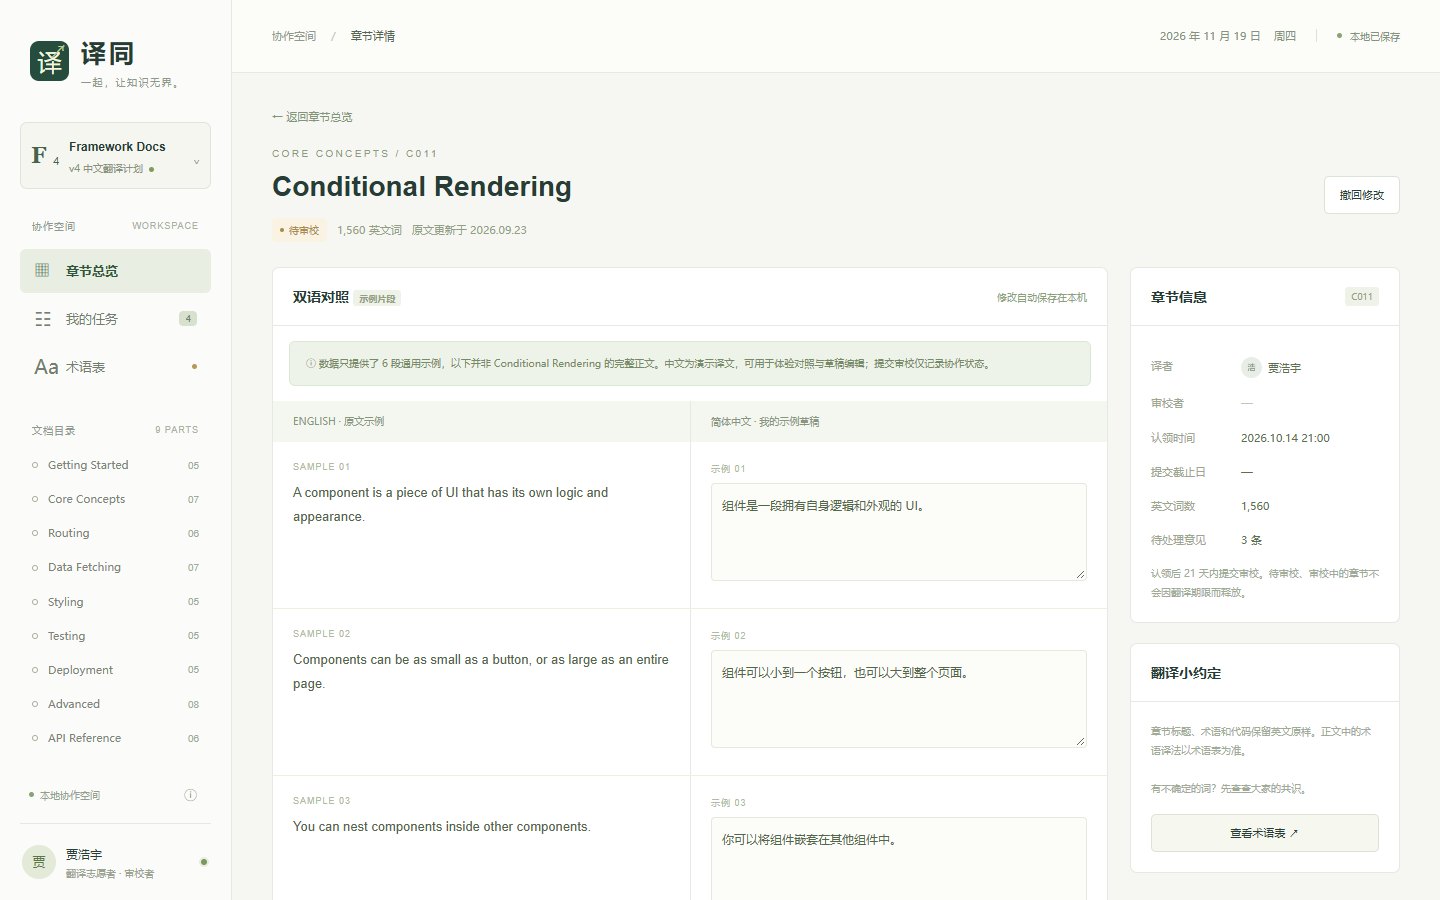 译 译同
一起，让知识无界。
F 4 Framework Docs
v4 中文翻译计划
协作空间 WORKSPACE
章节总览
我的任务 4
Aa 术语表
文档目录 9 PARTS
Getting Started 05
Core Concepts 07
Routing 06
Data Fetching 07
Styling 05
Testing 05
Deployment 05
Advanced 08
API Reference 06
本地协作空间
贾 贾浩宇
翻译志愿者 · 审校者
协作空间 / 章节详情
2026 年 11 月 19 日 周四 本地已保存
← 返回章节总览
CORE CONCEPTS / C011
Conditional Rendering
待审校 1,560 英文词 原文更新于 2026.09.23
撤回修改
双语对照 示例片段 修改自动保存在本机
ⓘ 数据只提供了 6 段通用示例，以下并非 Conditional Rendering 的完整正文。中文为演示译文，可用于体验对照与草稿编辑；提交审校仅记录协作状态。
ENGLISH · 原文示例 简体中文 · 我的示例草稿
SAMPLE 01
A component is a piece of UI that has its own logic and
appearance.
示例 01
组件是一段拥有自身逻辑和外观的 UI。
SAMPLE 02
Components can be as small as a button, or as large as an entire
page.
示例 02
组件可以小到一个按钮，也可以大到整个页面。
SAMPLE 03
You can nest components inside other components.
示例 03
你可以将组件嵌套在其他组件中。
章节信息 C011
译者 浩 贾浩宇
审校者 —
认领时间 2026.10.14 21:00
提交截止日 —
英文词数 1,560
待处理意见 3 条
认领后 21 天内提交审校。待审校、审校中的章节不
会因翻译期限而释放。
翻译小约定
章节标题、术语和代码保留英文原样。正文中的术
语译法以术语表为准。
有不确定的词？先查查大家的共识。
查看术语表 ↗